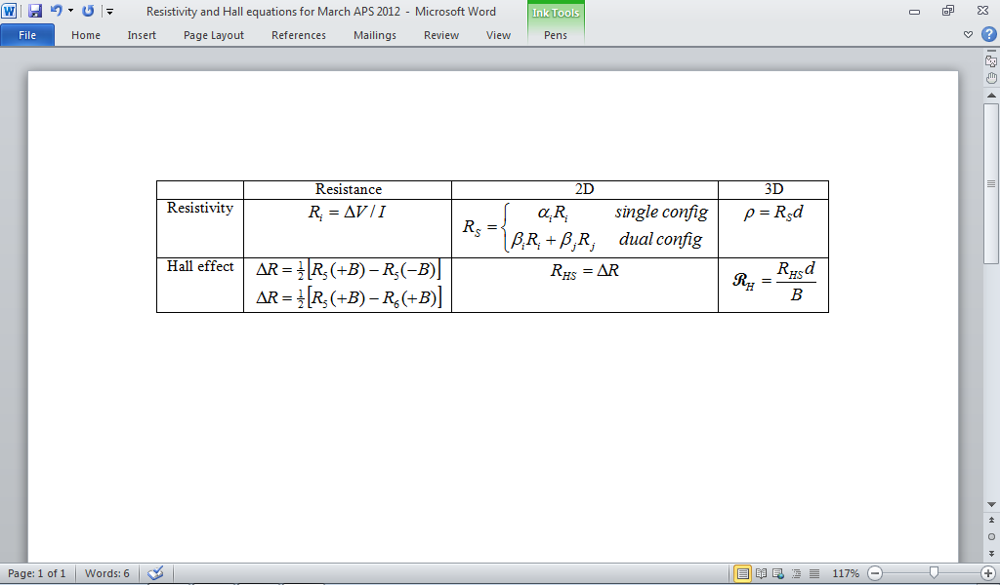 Resistivity and Hall equations for March APS 2012 - Microsoft Word
Ink Tools
File Home Insert Page Layout References Mailings Review View Pens
Resistance 2D 3D
Resistivity
R_i = ΔV / I
R_S = { α_i R_i single config
β_i R_i + β_j R_j dual config
ρ = R_S d
Hall effect
ΔR = ½[R_5(+B) − R_5(−B)]
ΔR = ½[R_5(+B) − R_6(+B)]
R_HS = ΔR
ℛ_H = R_HS d / B
Page: 1 of 1 Words: 6 117%